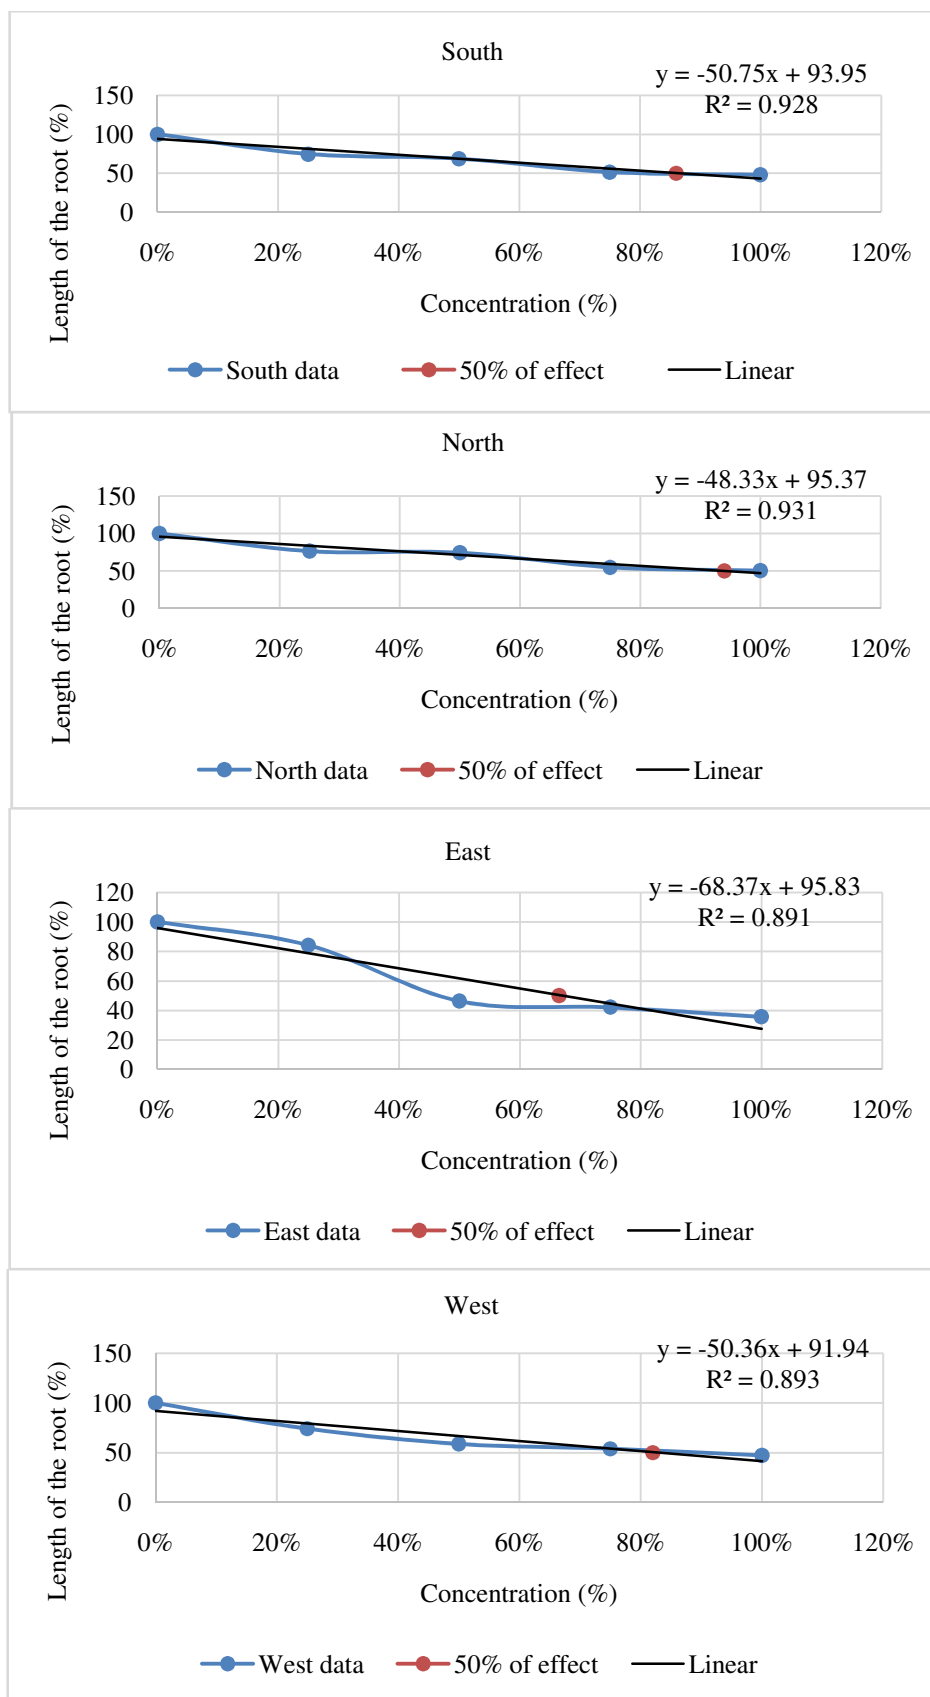 South
y = -50.75x + 93.95
R² = 0.928
Length of the root (%)
150
100
50
0
0% 20% 40% 60% 80% 100% 120%
Concentration (%)
South data 50% of effect Linear
North
y = -48.33x + 95.37
R² = 0.931
Length of the root (%)
150
100
50
0
0% 20% 40% 60% 80% 100% 120%
Concentration (%)
North data 50% of effect Linear
East
y = -68.37x + 95.83
R² = 0.891
Length of the root (%)
120
100
80
60
40
20
0
0% 20% 40% 60% 80% 100% 120%
Concentration (%)
East data 50% of effect Linear
West
y = -50.36x + 91.94
R² = 0.893
Length of the root (%)
150
100
50
0
0% 20% 40% 60% 80% 100% 120%
Concentration (%)
West data 50% of effect Linear